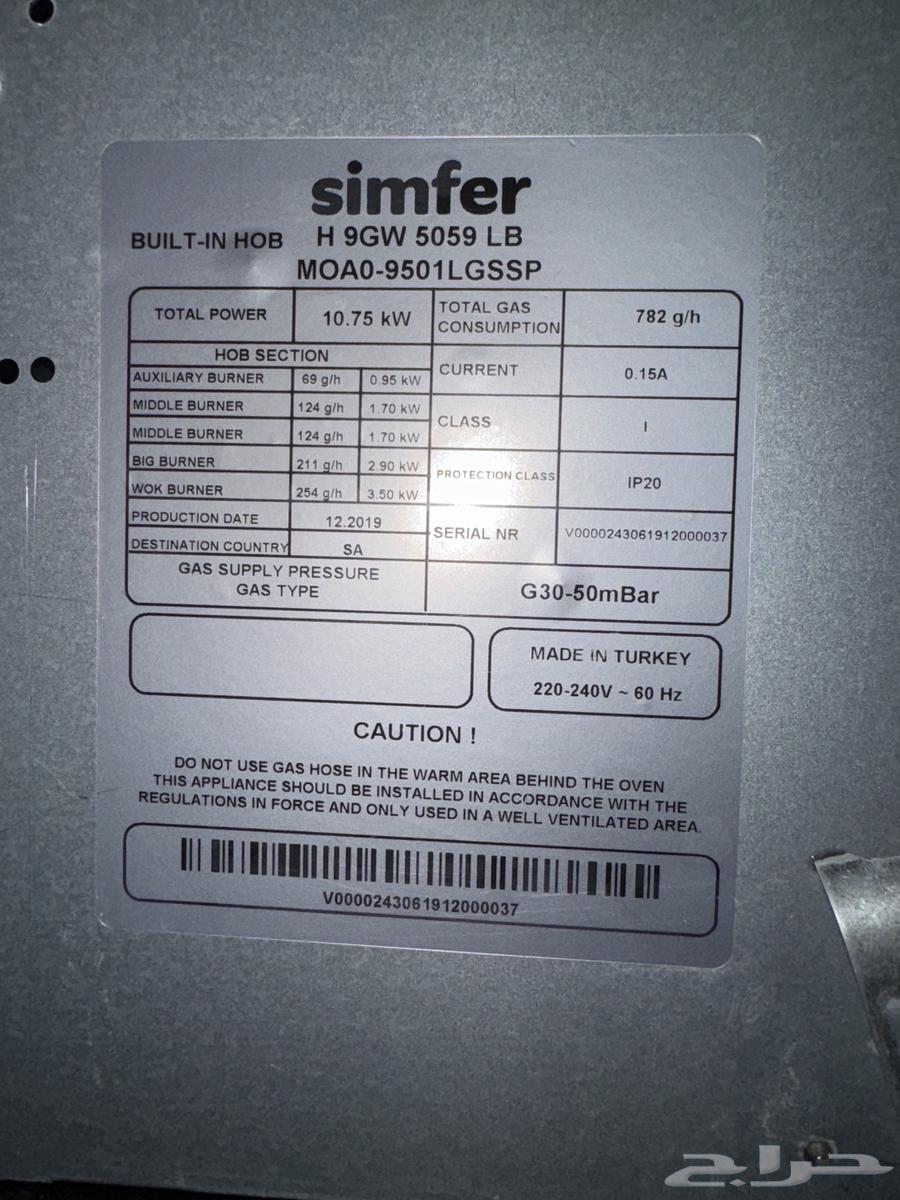 simfer
BUILT-IN HOB H 9GW 5059 LB
MOA0-9501LGSSP
TOTAL POWER 10.75 kW
TOTAL GAS CONSUMPTION 782 g/h
HOB SECTION
AUXILIARY BURNER 69 g/h 0.95 kW
MIDDLE BURNER 124 g/h 1.70 kW
MIDDLE BURNER 124 g/h 1.70 kW
BIG BURNER 211 g/h 2.90 kW
WOK BURNER 254 g/h 3.50 kW
PRODUCTION DATE 12.2019
DESTINATION COUNTRY SA
CURRENT 0.15A
CLASS I
PROTECTION CLASS IP20
SERIAL NR V0000243061912000037
GAS SUPPLY PRESSURE
GAS TYPE
G30-50mBar
MADE IN TURKEY
220-240V ~ 60 Hz
CAUTION !
DO NOT USE GAS HOSE IN THE WARM AREA BEHIND THE OVEN
THIS APPLIANCE SHOULD BE INSTALLED IN ACCORDANCE WITH THE
REGULATIONS IN FORCE AND ONLY USED IN A WELL VENTILATED AREA.
V0000243061912000037
حراج